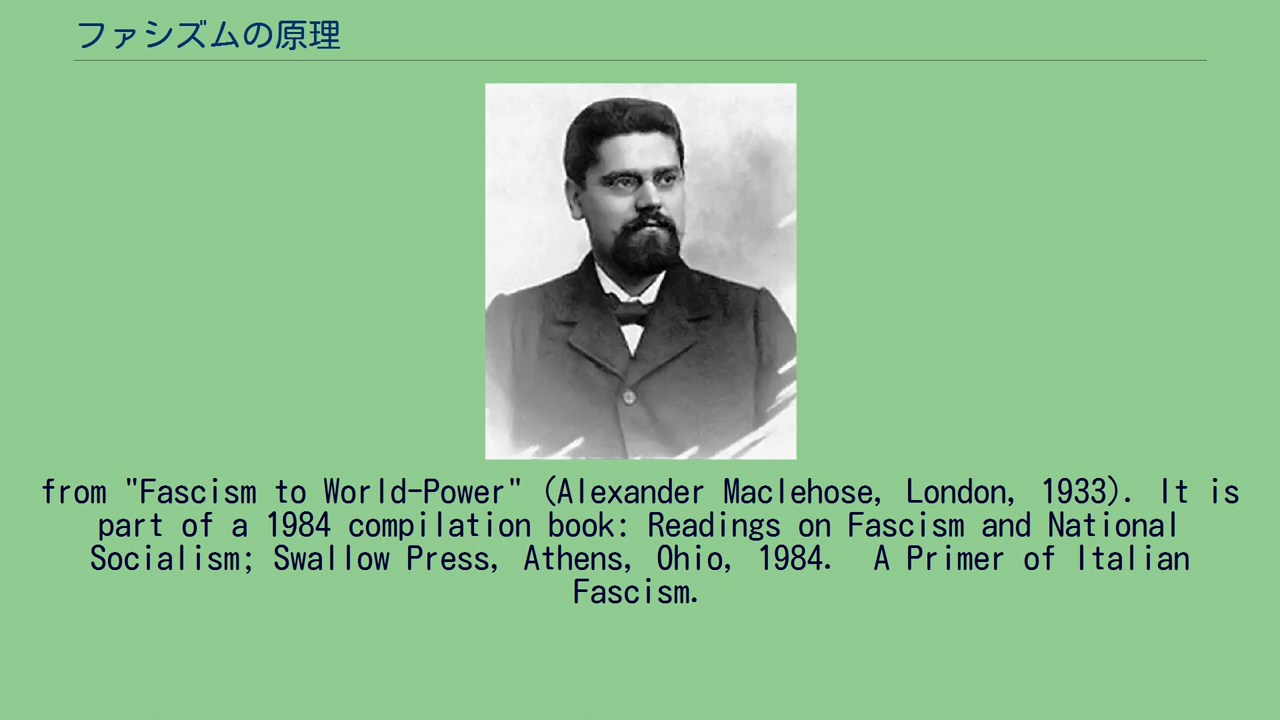 ファシズムの原理
from "Fascism to World-Power" (Alexander Maclehose, London, 1933). It is
part of a 1984 compilation book: Readings on Fascism and National
Socialism; Swallow Press, Athens, Ohio, 1984.  A Primer of Italian
Fascism.